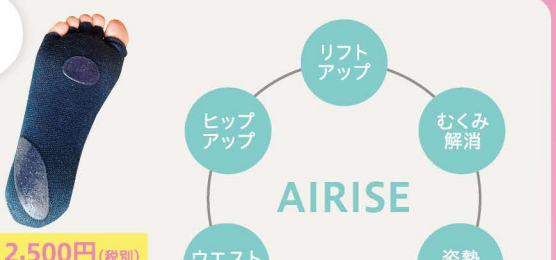 リフト
アップ
ヒップ
アップ
むくみ
解消
AIRISE
ウエスト
姿勢
2,500円(税別)